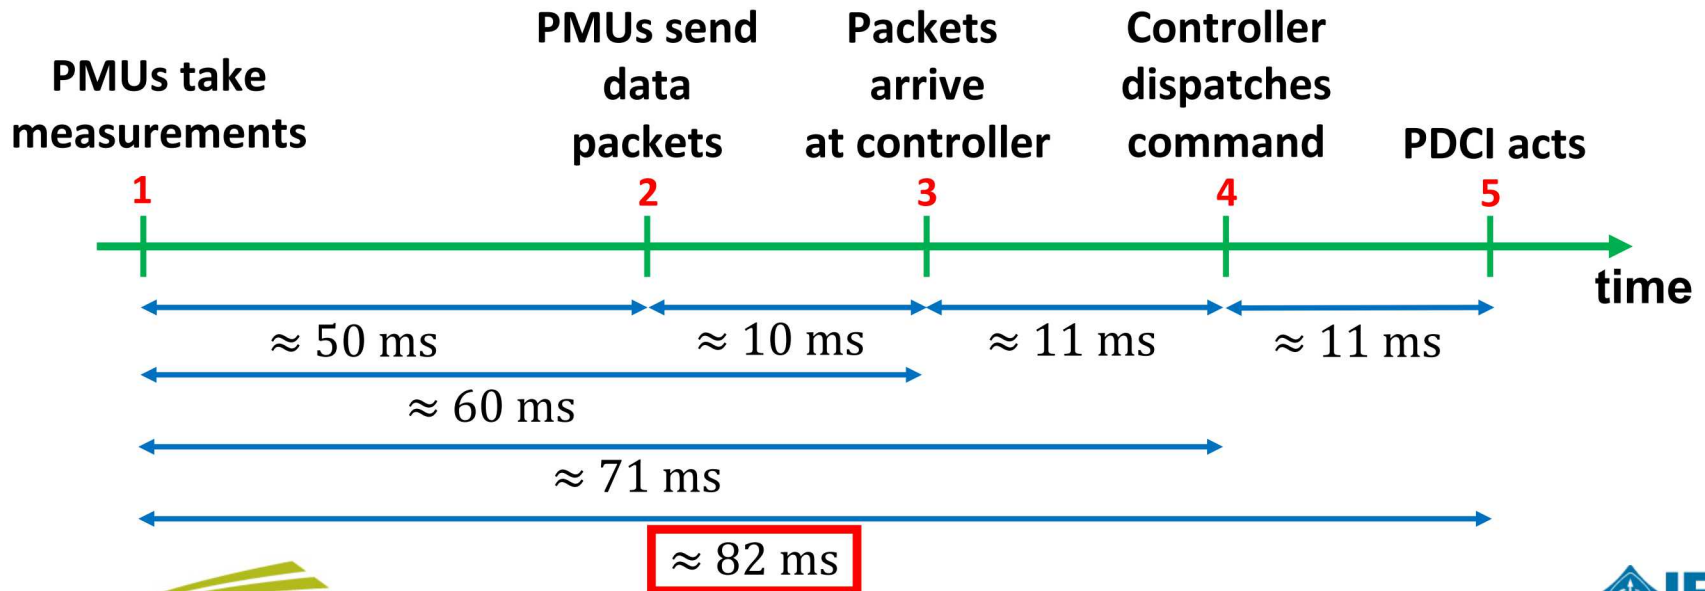 PMUs take
measurements
PMUs send
data
packets
Packets
arrive
at controller
Controller
dispatches
command
PDCI acts
1
2
3
4
5
time
≈ 50 ms
≈ 10 ms
≈ 11 ms
≈ 11 ms
≈ 60 ms
≈ 71 ms
≈ 82 ms